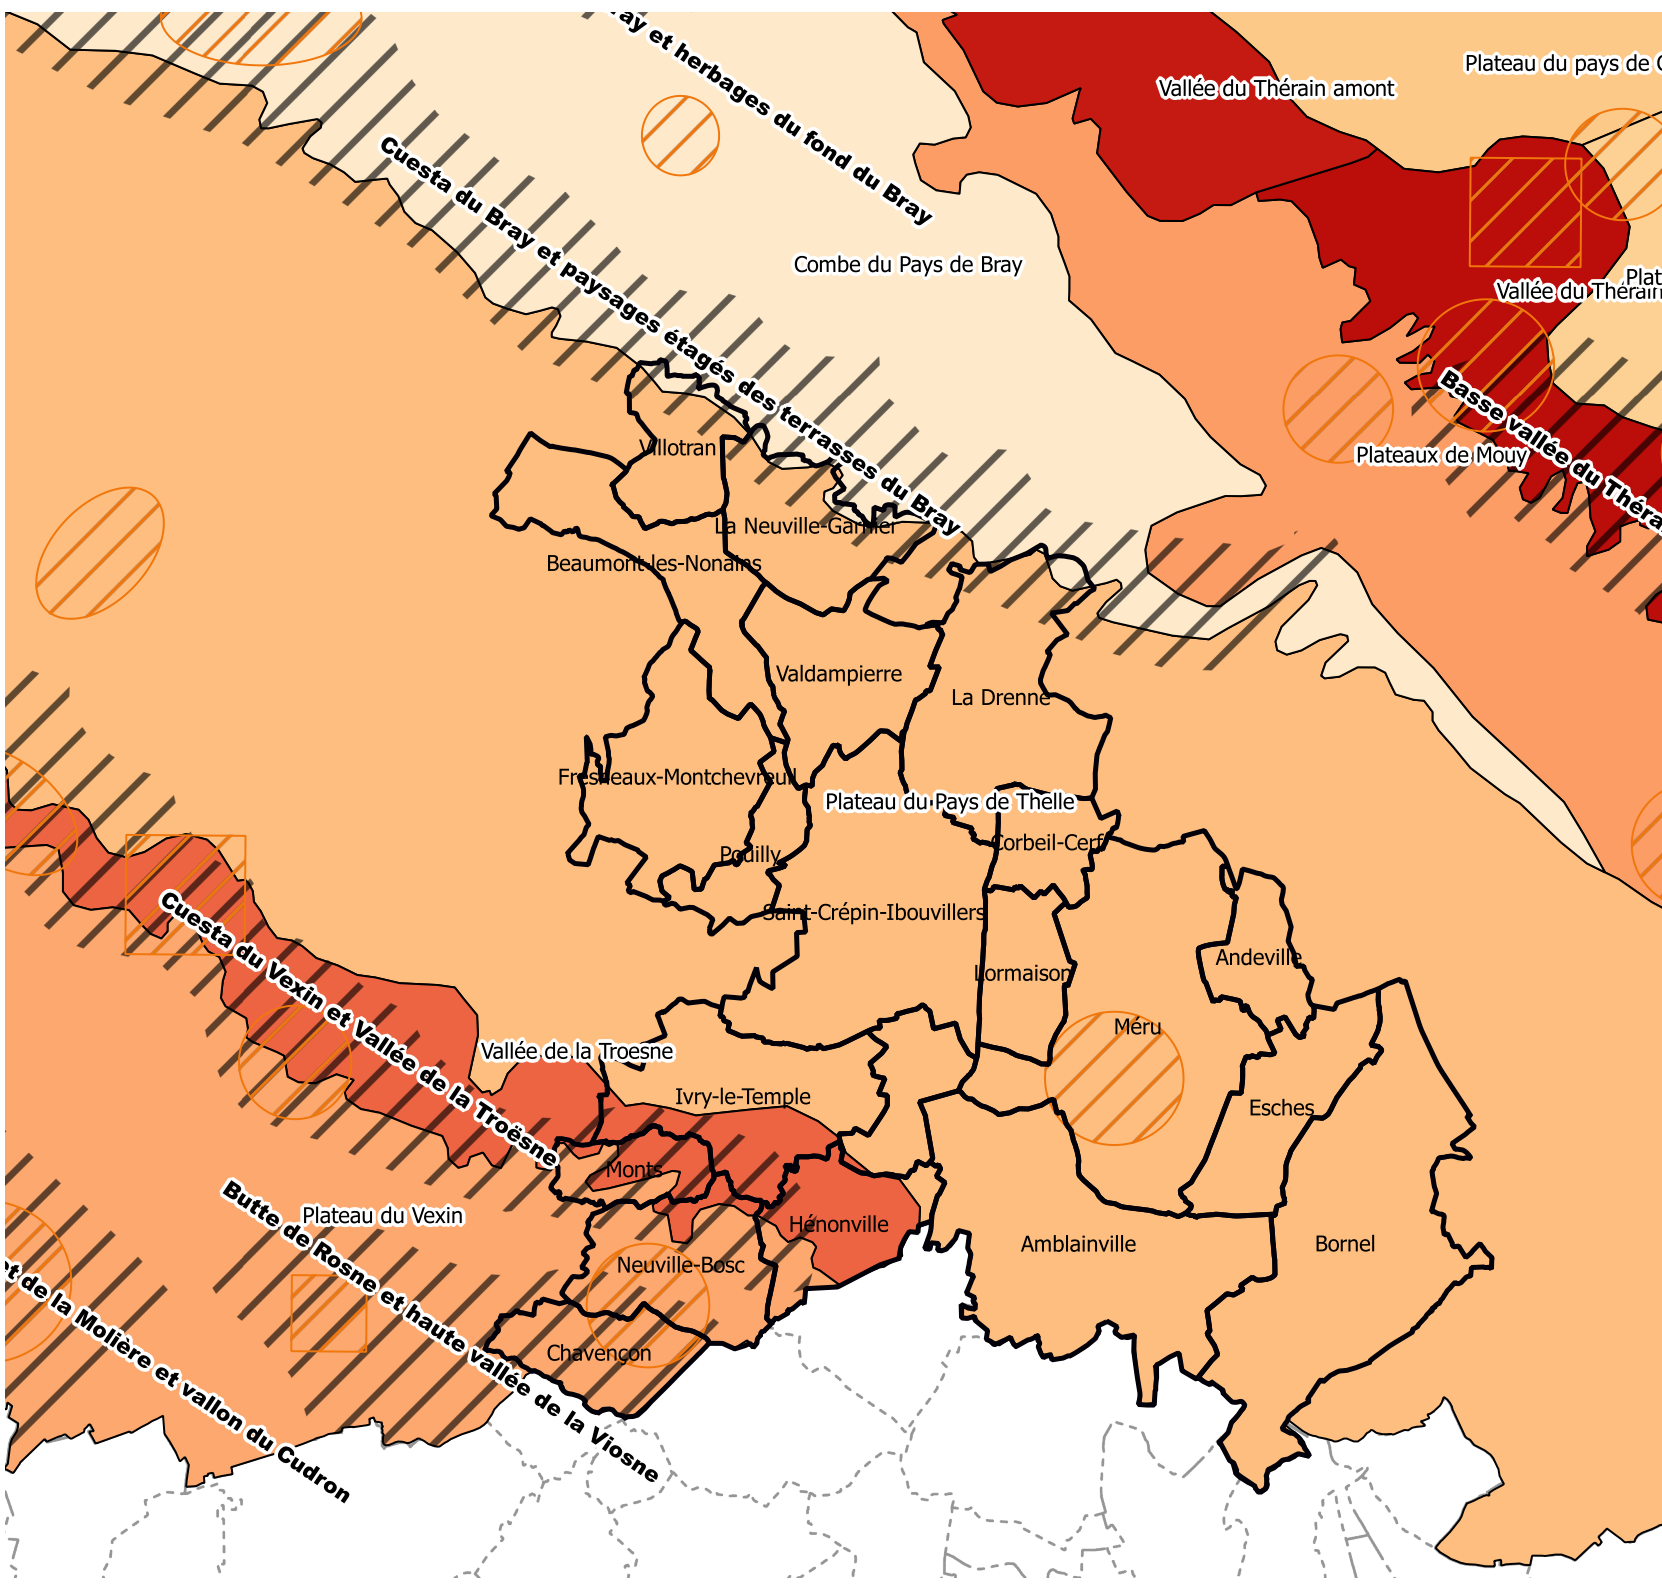 Bray et herbages du fond du Bray
Plateau du pays de
Vallée du Thérain amont
Cuesta du Bray et paysages étagés des terrasses du Bray
Combe du Pays de Bray
Plat
Vallée du Thérain
Basse vallée du Théra
Plateaux de Mouy
Villotran
La Neuville-Garnier
Beaumont-les-Nonains
Valdampierre
La Drenne
Fresneaux-Montchevreuil
Plateau du Pays de Thelle
Corbeil-Cerf
Pouilly
Saint-Crépin-Ibouvillers
Cuesta du Vexin et Vallée de la Troësne
Andeville
Lormaison
Méru
Vallée de la Troesne
Ivry-le-Temple
Esches
Monts
Butte de Rosne et haute vallée de la Viosne
Plateau du Vexin
Hénonville
Amblainville
Bornel
Neuville-Bosc
et de la Molière et vallon du Cudron
Chavençon